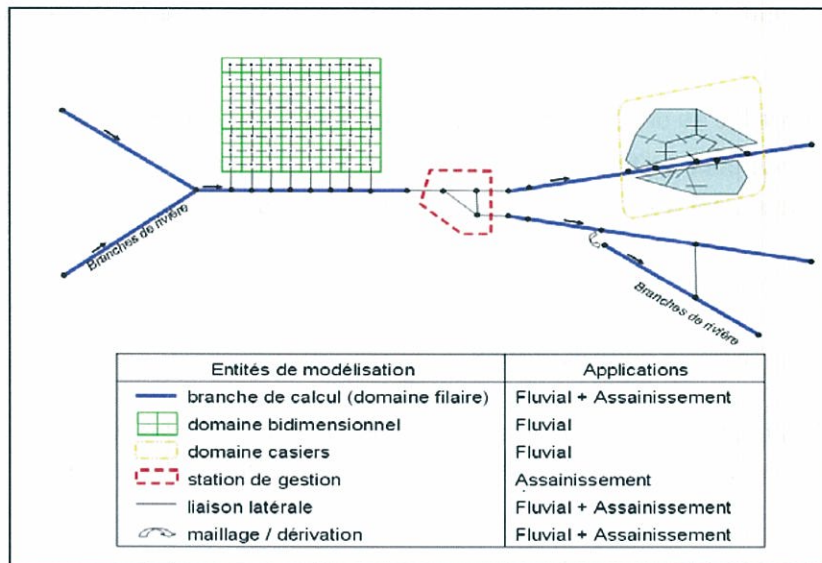 Branches de rivière
Branches de rivière
Entités de modélisation Applications
branche de calcul (domaine filaire) Fluvial + Assainissement
domaine bidimensionnel Fluvial
domaine casiers Fluvial
station de gestion Assainissement
liaison latérale Fluvial + Assainissement
maillage / dérivation Fluvial + Assainissement